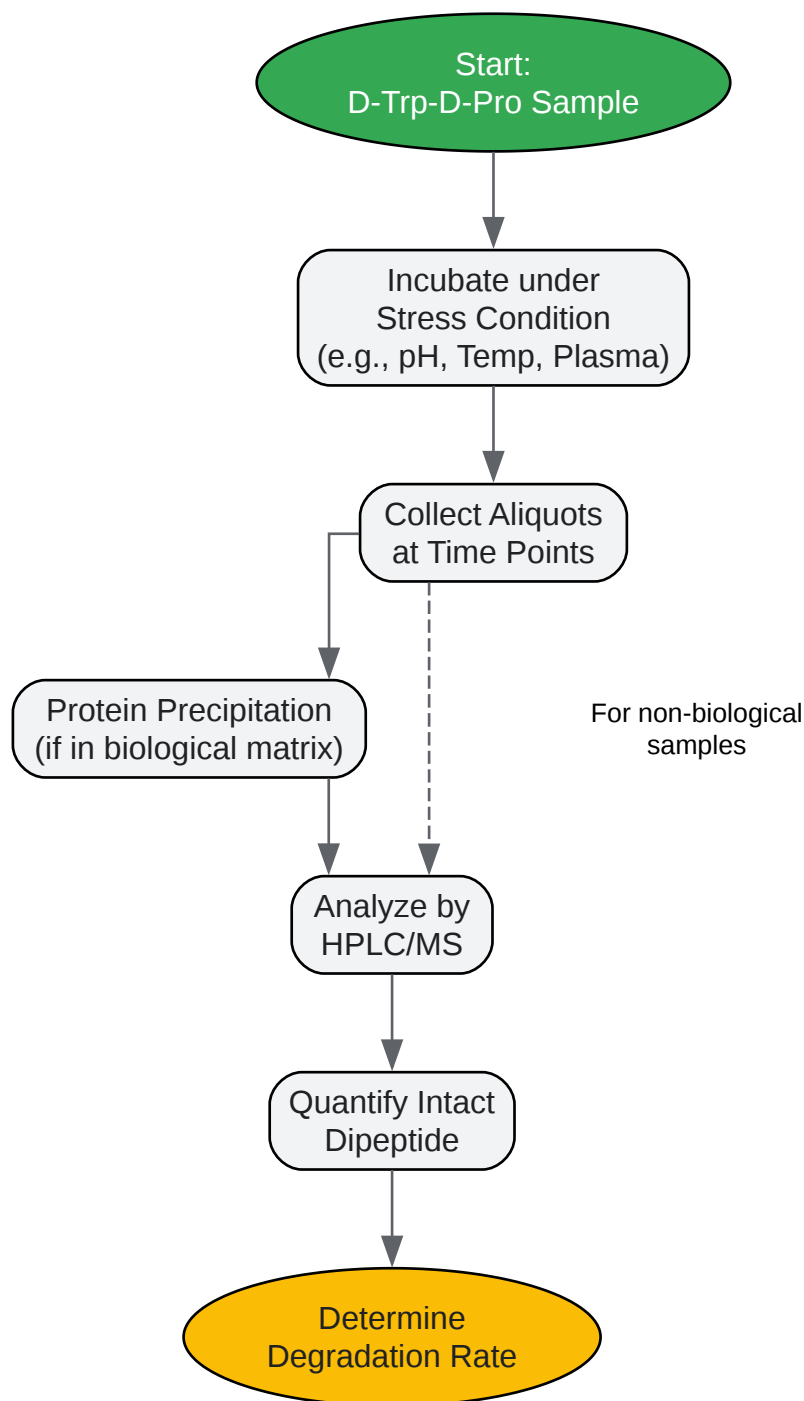 Start:
D-Trp-D-Pro Sample
Incubate under
Stress Condition
(e.g., pH, Temp, Plasma)
Collect Aliquots
at Time Points
Protein Precipitation
(if in biological matrix)
For non-biological
samples
Analyze by
HPLC/MS
Quantify Intact
Dipeptide
Determine
Degradation Rate